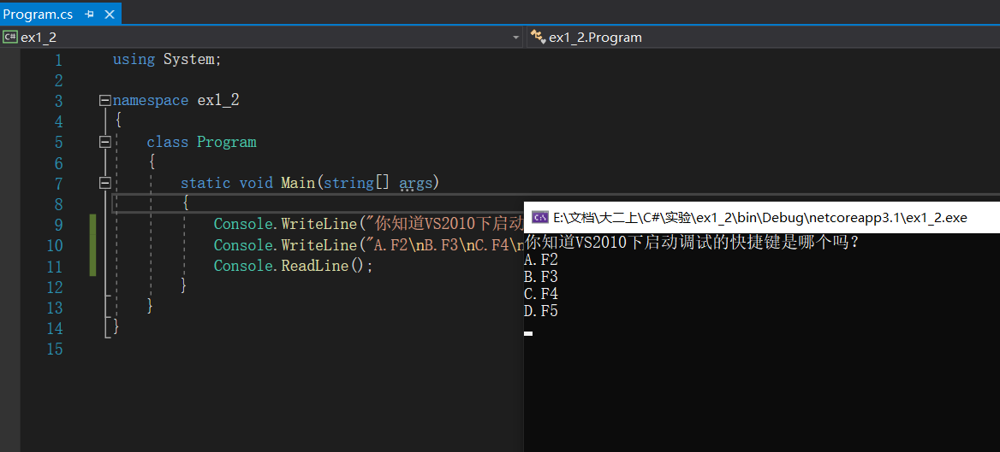 Program.cs
C# ex1_2
ex1_2.Program
1 using System;
2
3 namespace ex1_2
4 {
5 class Program
6 {
7 static void Main(string[] args)
8 {
9 Console.WriteLine("你知道VS2010下启动
10 Console.WriteLine("A.F2\nB.F3\nC.F4\n
11 Console.ReadLine();
12 }
13 }
14 }
15
C:\ E:\文档\大二上\C#\实验\ex1_2\bin\Debug\netcoreapp3.1\ex1_2.exe
你知道VS2010下启动调试的快捷键是哪个吗?
A.F2
B.F3
C.F4
D.F5